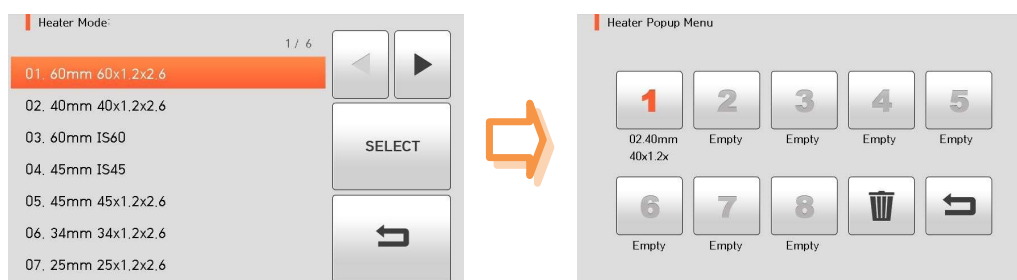 Heater Mode:
1 / 6
01. 60mm 60x1.2x2.6
02. 40mm 40x1.2x2.6
03. 60mm IS60
04. 45mm IS45
05. 45mm 45x1.2x2.6
06. 34mm 34x1.2x2.6
07. 25mm 25x1.2x2.6
SELECT
Heater Popup Menu
1 2 3 4 5
02.40mm Empty Empty Empty Empty
40x1.2x
6 7 8
Empty Empty Empty